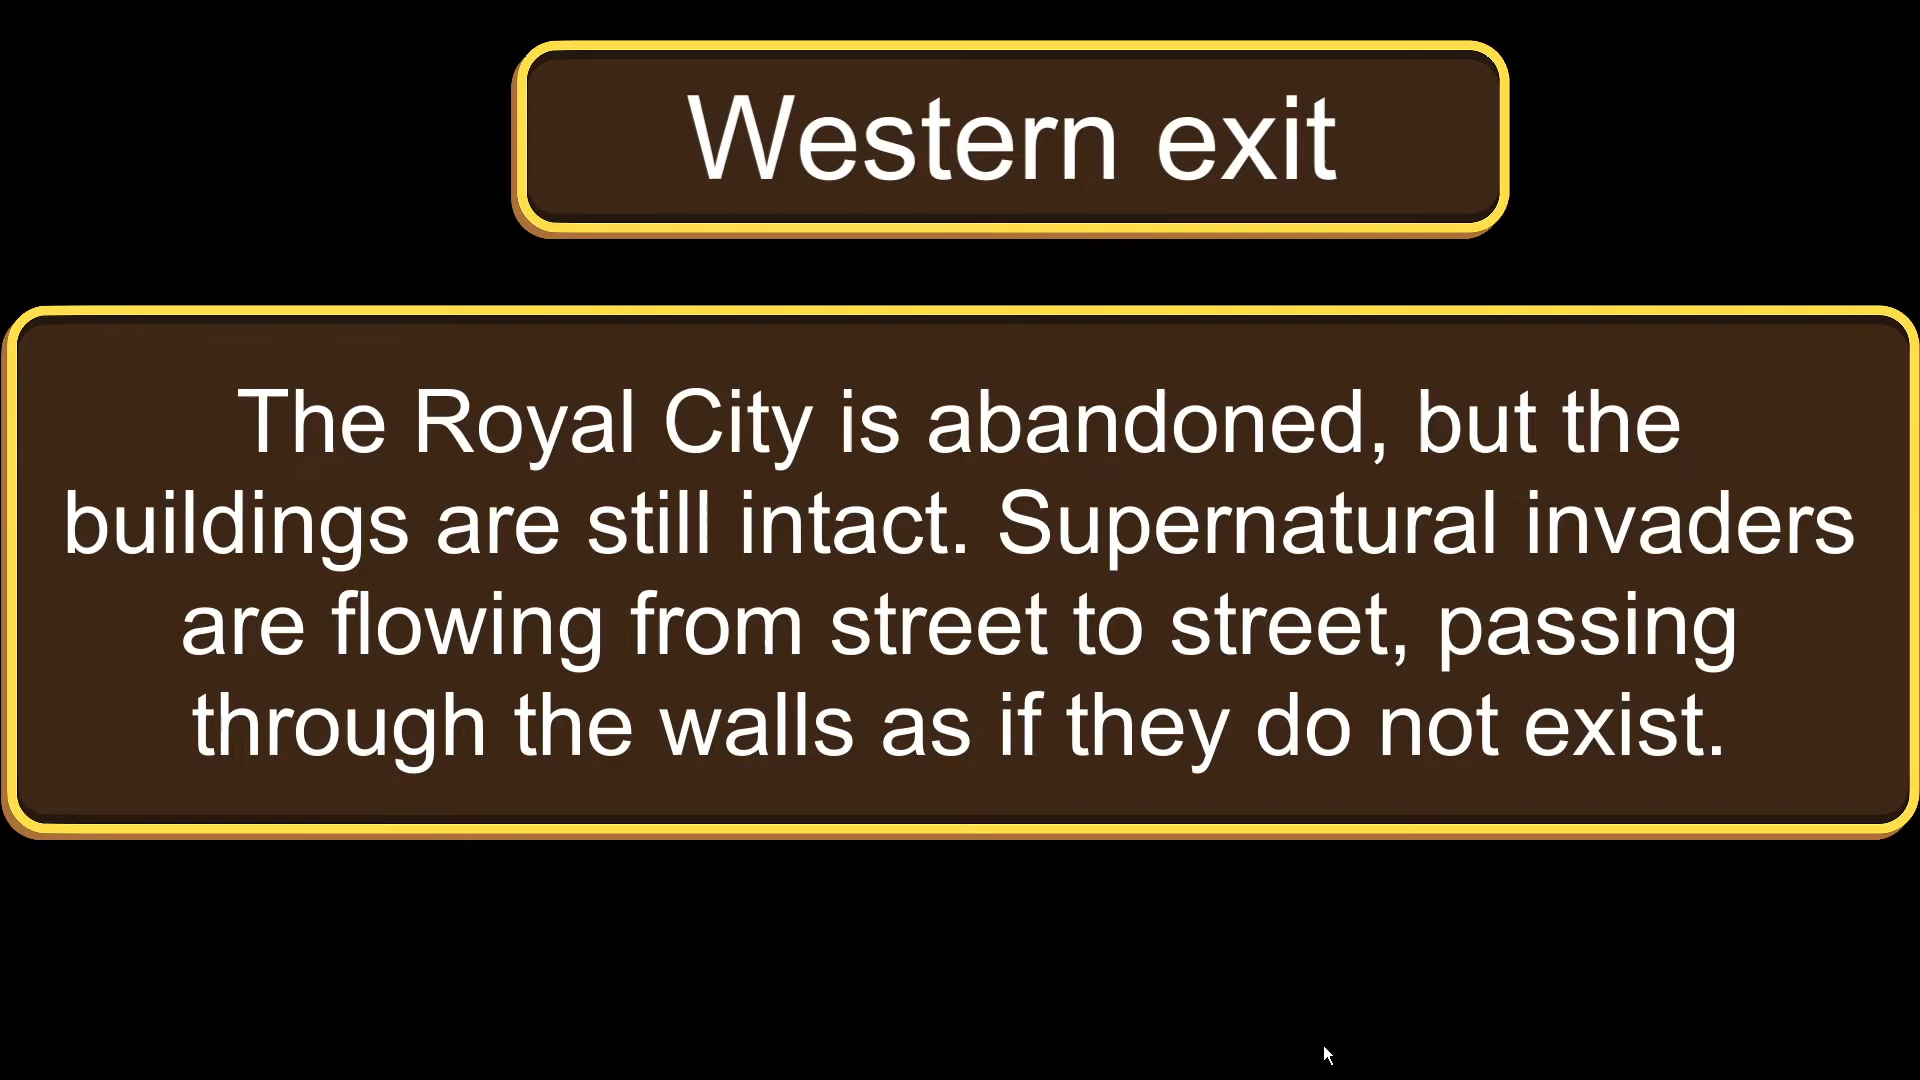 Western exit
The Royal City is abandoned, but the
buildings are still intact. Supernatural invaders
are flowing from street to street, passing
through the walls as if they do not exist.